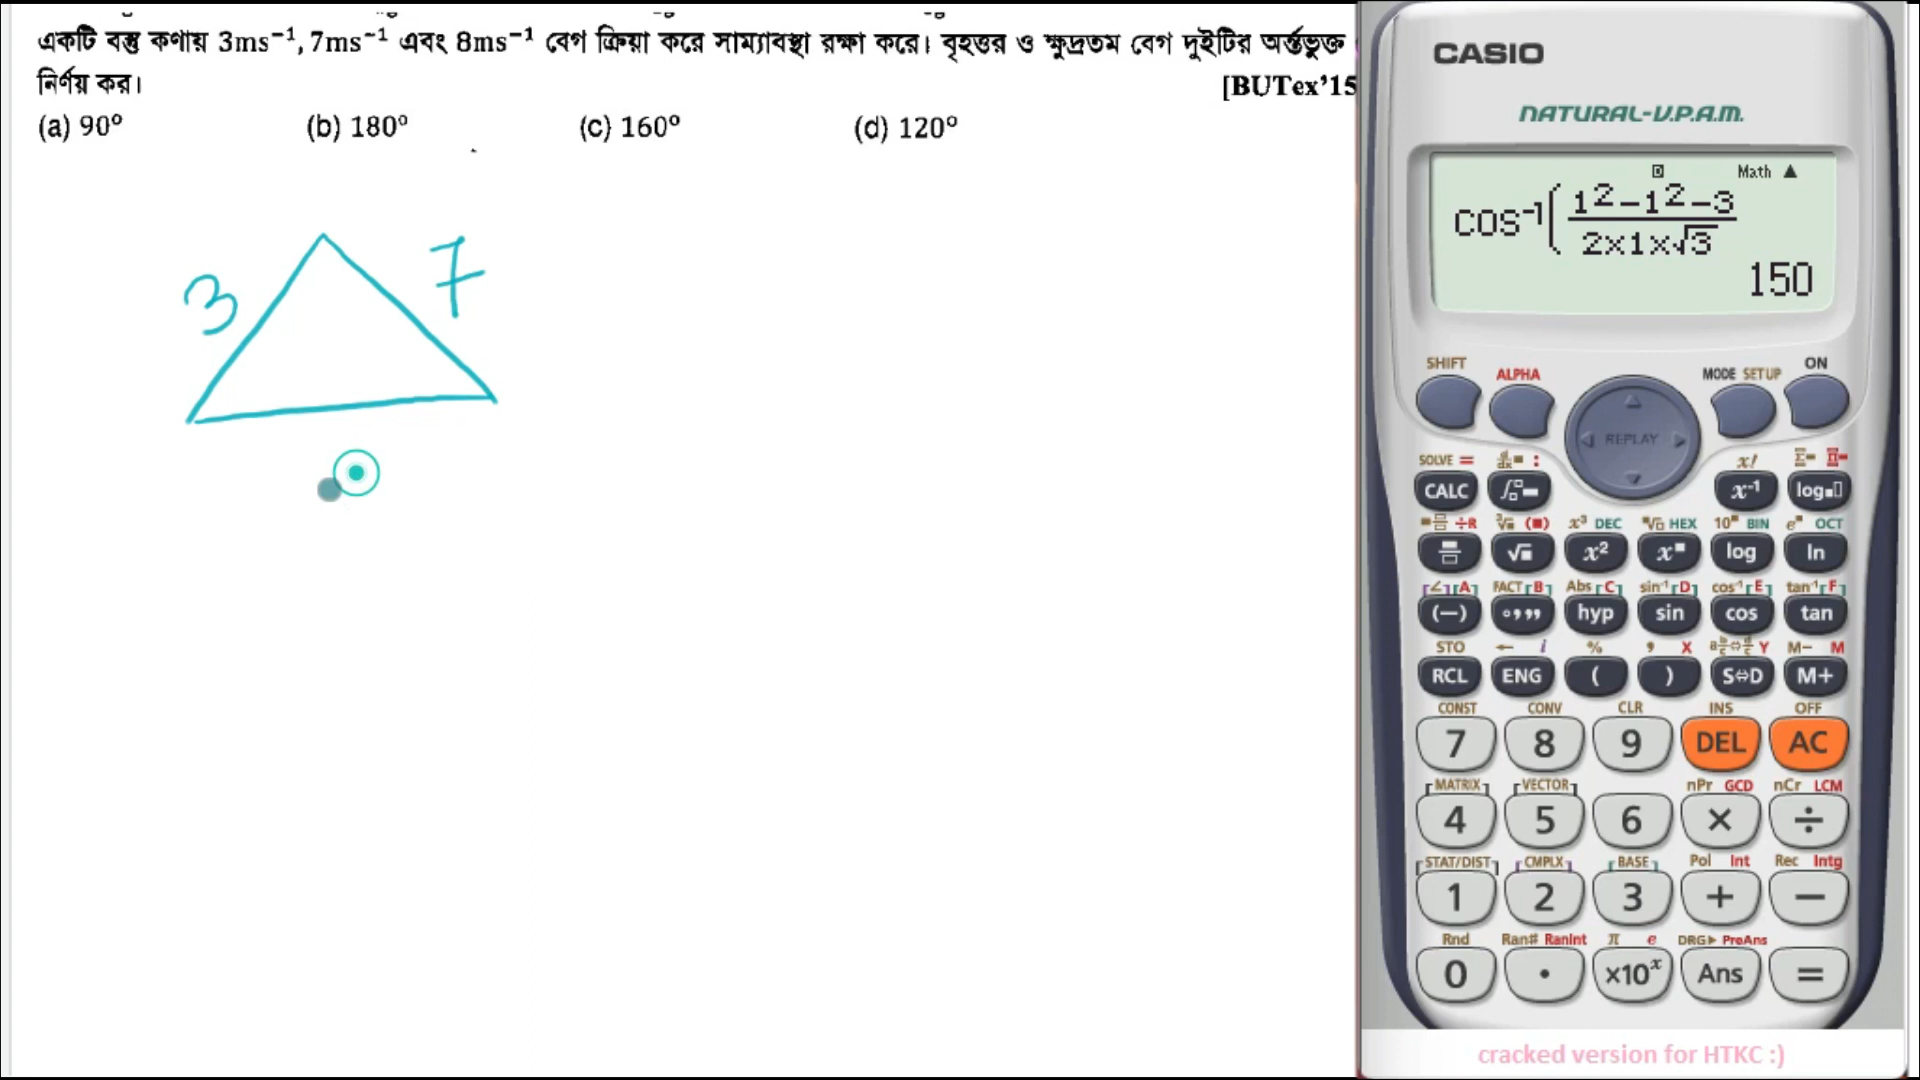 একটি বস্তু কণায় 3ms⁻¹, 7ms⁻¹ এবং 8ms⁻¹ বেগ ক্রিয়া করে সাম্যাবস্থা রক্ষা করে। বৃহত্তর ও ক্ষুদ্রতম বেগ দুইটির অর্ন্তভুক্ত
নির্ণয় কর।
[BUTex'15
(a) 90° (b) 180° (c) 160° (d) 120°
3 7
CASIO
NATURAL-V.P.A.M.
Math ▲
cos⁻¹( (1²-1²-3)/(2×1×√3)
150
SHIFT ALPHA MODE SETUP ON
REPLAY
SOLVE = d/dx : x! Σ
CALC x⁻¹ log
÷R x³ DEC HEX 10 BIN e OCT
√ x² x log ln
∠ A FACT B Abs C sin⁻¹ D cos⁻¹ E tan⁻¹ F
(−) hyp sin cos tan
STO ← i % , X Y M− M
RCL ENG ( ) S⇔D M+
CONST CONV CLR INS OFF
7 8 9 DEL AC
MATRIX VECTOR nPr GCD nCr LCM
4 5 6 × ÷
STAT/DIST CMPLX BASE Pol Int Rec Intg
1 2 3 + −
Rnd Ran# RanInt π e DRG▶ PreAns
0 . ×10ˣ Ans =
cracked version for HTKC :)